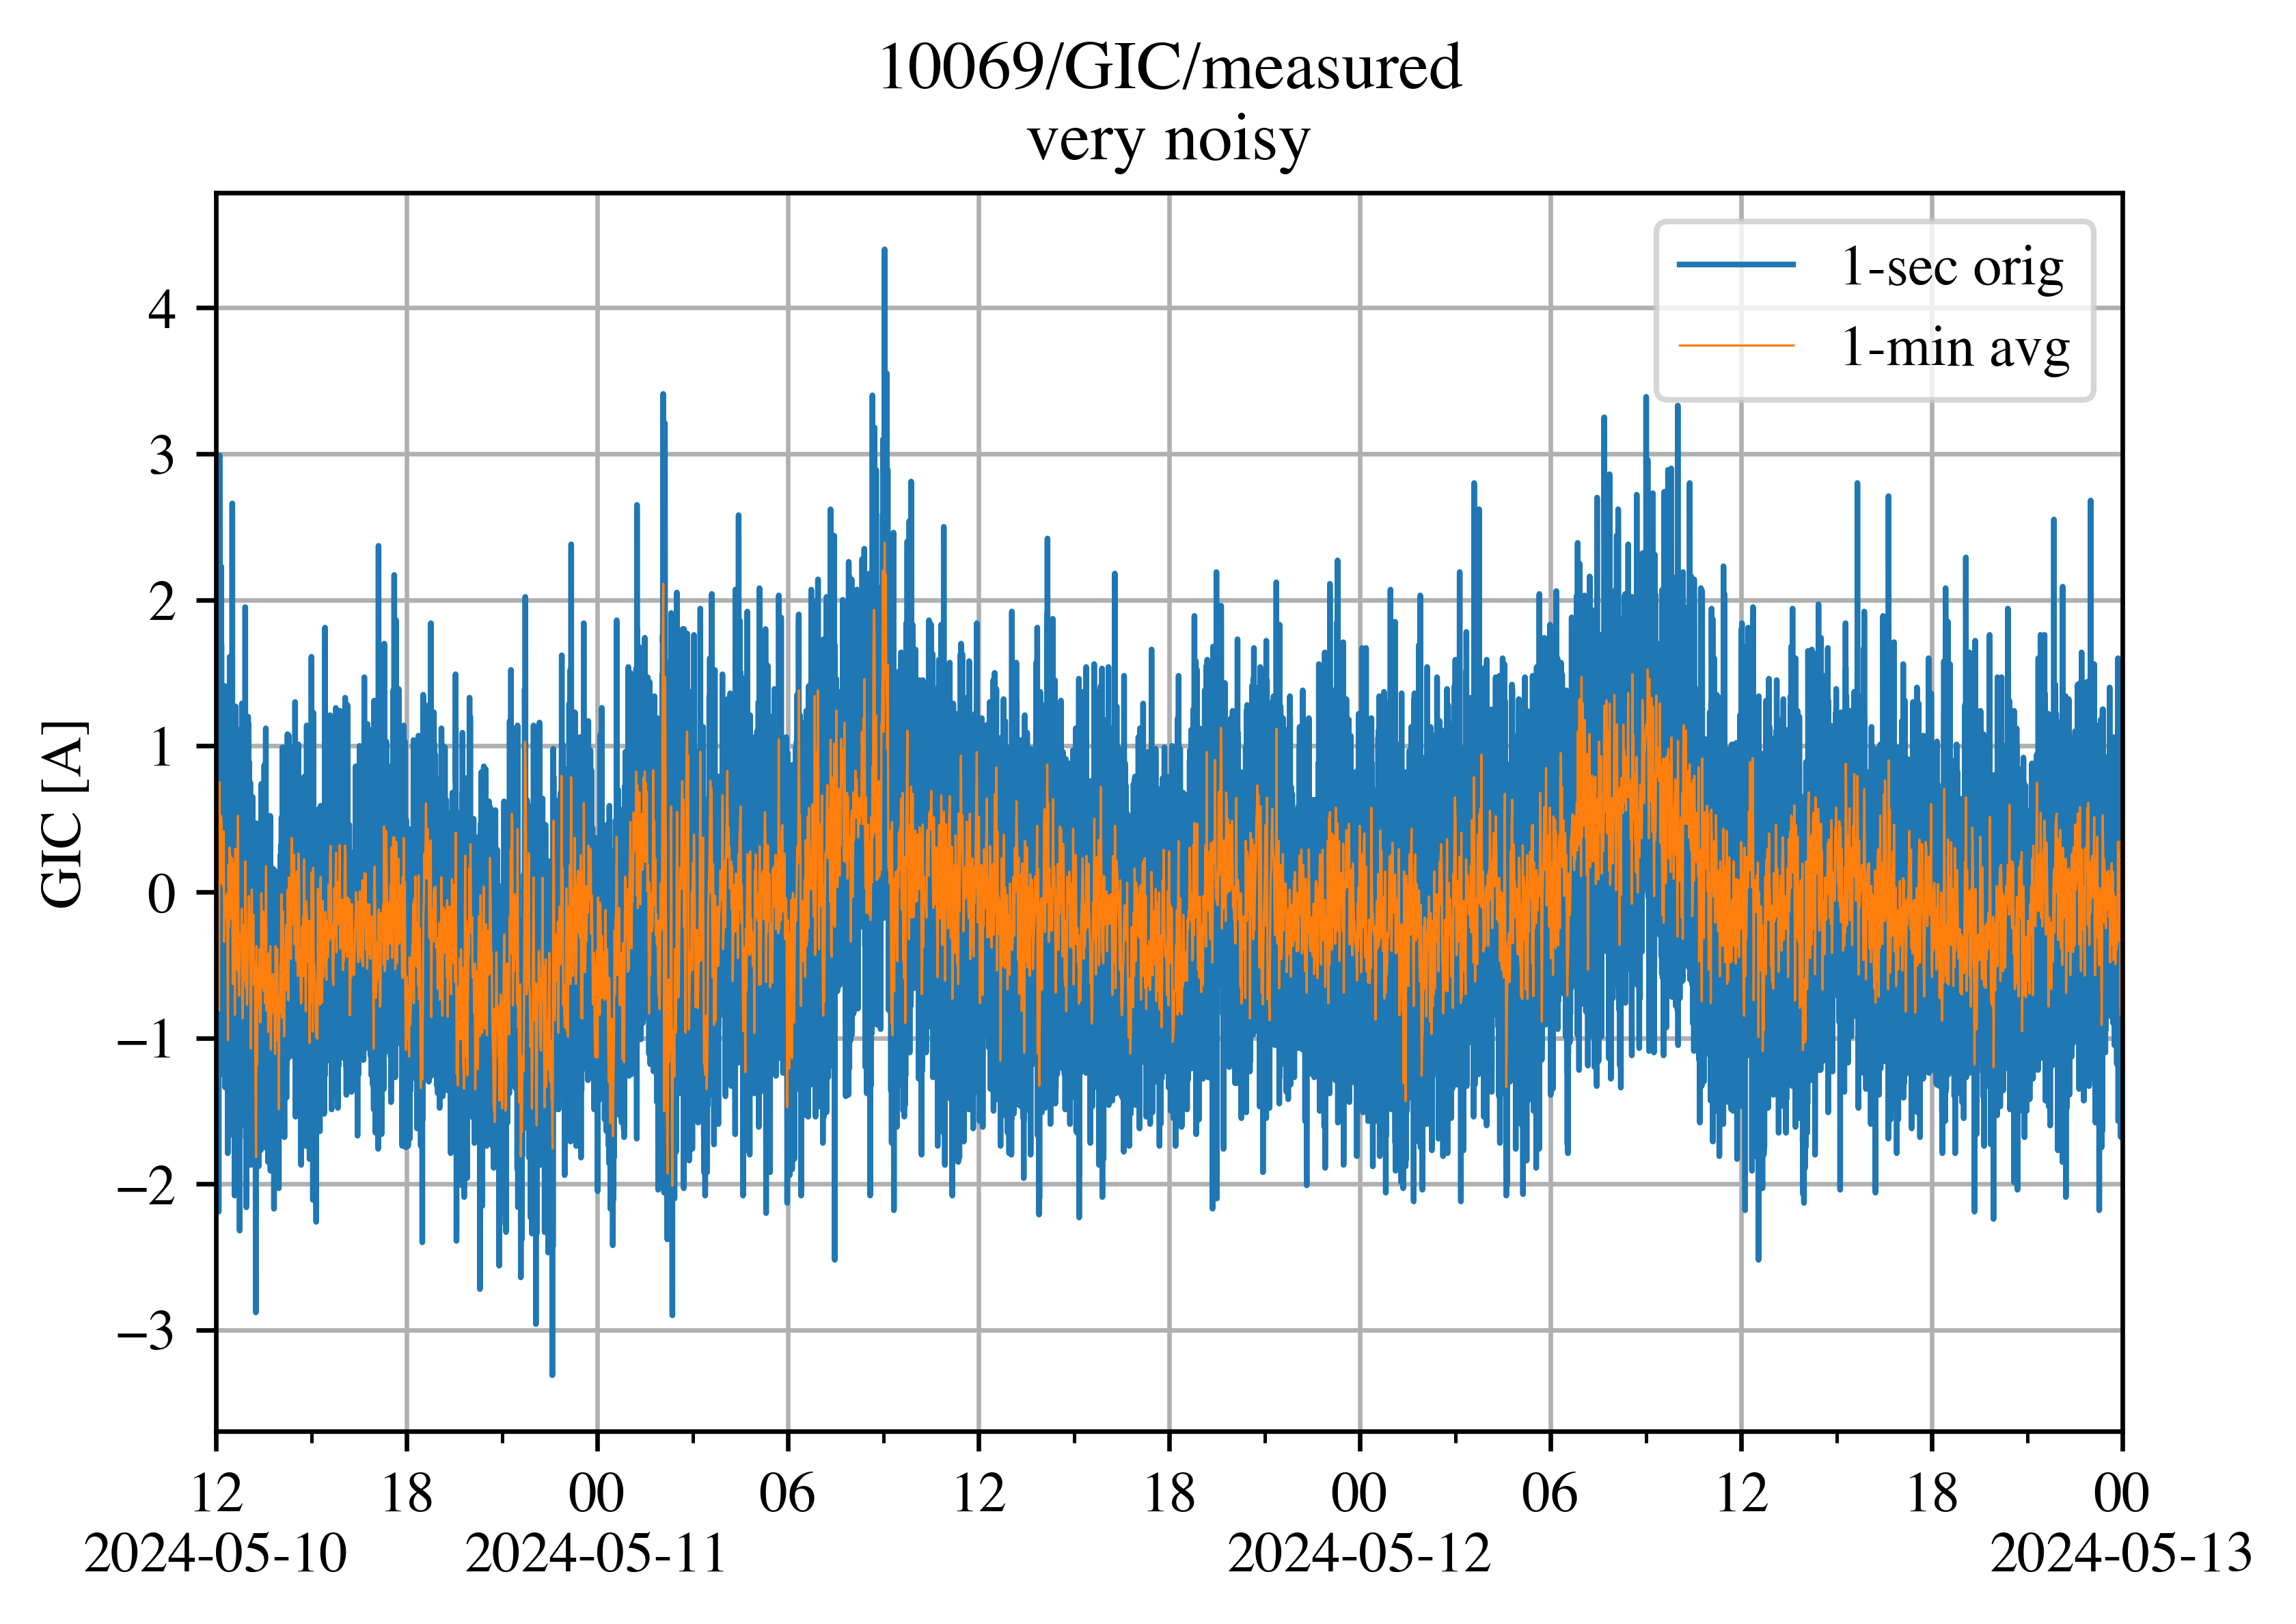 10069/GIC/measured
very noisy
1-sec orig
1-min avg
GIC [A]
4
3
2
1
0
−1
−2
−3
12 18 00 06 12 18 00 06 12 18 00
2024-05-10 2024-05-11 2024-05-12 2024-05-13